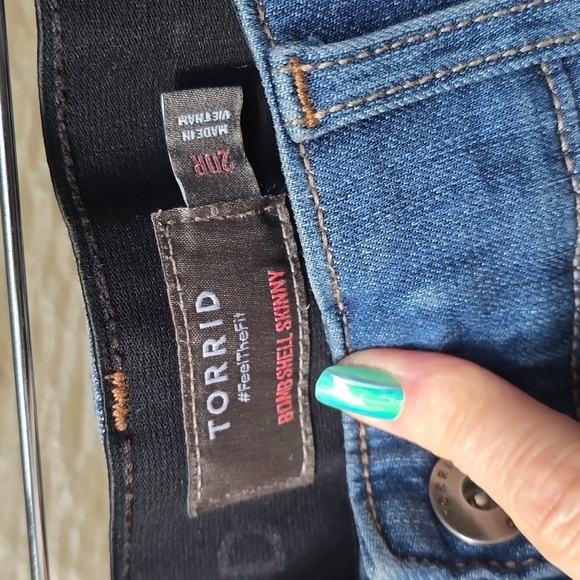 TORRID
#FeelTheFit
BOMBSHELL SKINNY
20R
MADE IN
VIETNAM